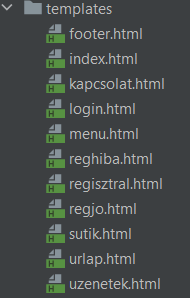 templates
footer.html
index.html
kapcsolat.html
login.html
menu.html
reghiba.html
regisztral.html
regjo.html
sutik.html
urlap.html
uzenetek.html